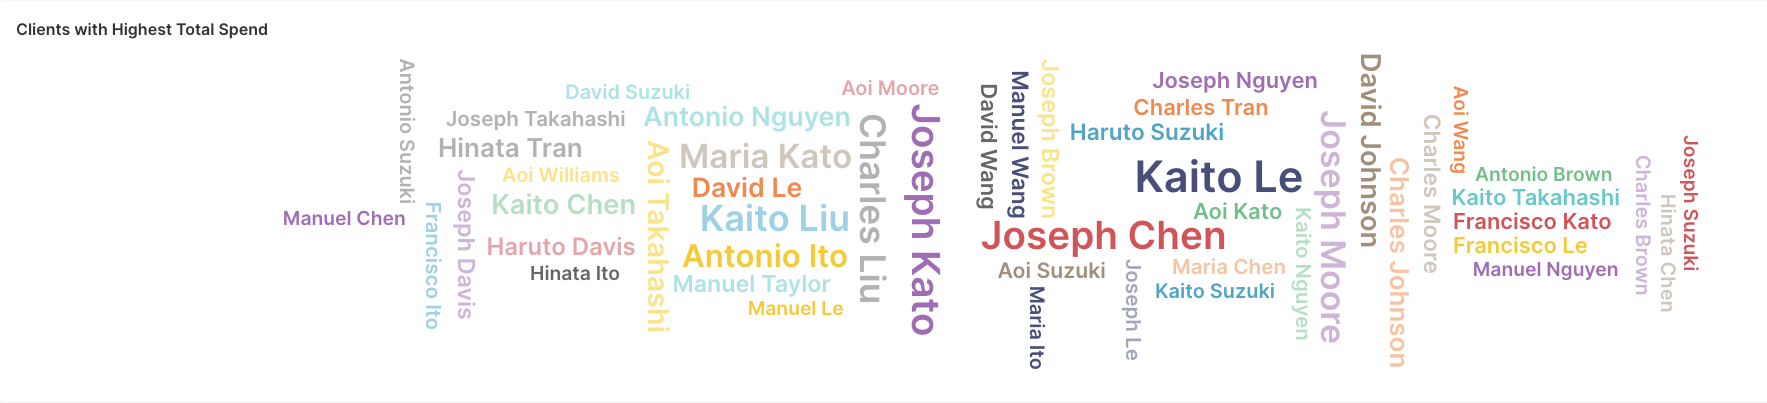 Clients with Highest Total Spend
Antonio Suzuki
David Suzuki
Aoi Moore
Joseph Takahashi
Antonio Nguyen
Hinata Tran
Maria Kato
Aoi Takahashi
Charles Liu
Joseph Kato
Aoi Williams
David Le
Joseph Davis
Kaito Chen
Kaito Liu
Manuel Chen
Francisco Ito
Haruto Davis
Antonio Ito
Hinata Ito
Manuel Taylor
Manuel Le
David Wang
Manuel Wang
Joseph Brown
Joseph Nguyen
Charles Tran
Haruto Suzuki
Kaito Le
Aoi Kato
Joseph Chen
Aoi Suzuki
Maria Chen
Kaito Suzuki
Maria Ito
Joseph Le
Kaito Nguyen
Joseph Moore
David Johnson
Charles Johnson
Charles Moore
Aoi Wang
Antonio Brown
Kaito Takahashi
Francisco Kato
Francisco Le
Manuel Nguyen
Charles Brown
Hinata Chen
Joseph Suzuki